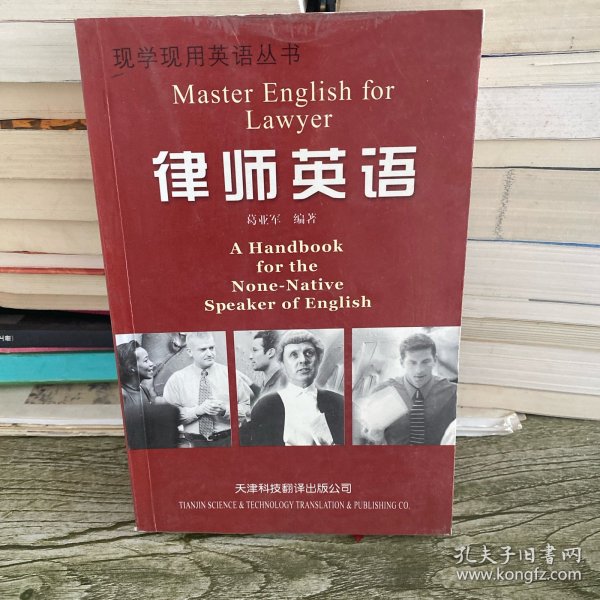 现学现用英语丛书
Master English for
Lawyer
律师英语
葛亚军 编著
A Handbook
for the
None-Native
Speaker of English
天津科技翻译出版公司
TIANJIN SCIENCE & TECHNOLOGY TRANSLATION & PUBLISHING CO.
孔夫子旧书网
www.kongfz.com